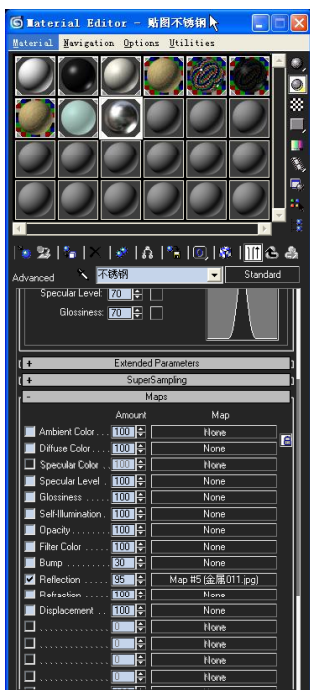 Material Editor - 贴图不锈钢
Material Navigation Options Utilities
Advanced 不锈钢 Standard
Specular Level: 70
Glossiness: 70
+ Extended Parameters
+ SuperSampling
- Maps
Amount Map
Ambient Color . . . 100 None
Diffuse Color . . . . 100 None
Specular Color . . 100 None
Specular Level . 100 None
Glossiness . . . . . 100 None
Self-Illumination . 100 None
Opacity . . . . . . . . 100 None
Filter Color . . . . . 100 None
Bump . . . . . . . . . 30 None
Reflection . . . . . 95 Map #5 (金属011.jpg)
Refraction . . . . . 100 None
Displacement . . 100 None
. . . . . . . . . . . . . . 0 None
. . . . . . . . . . . . . . 0 None
. . . . . . . . . . . . . . 0 None
. . . . . . . . . . . . . . 0 None